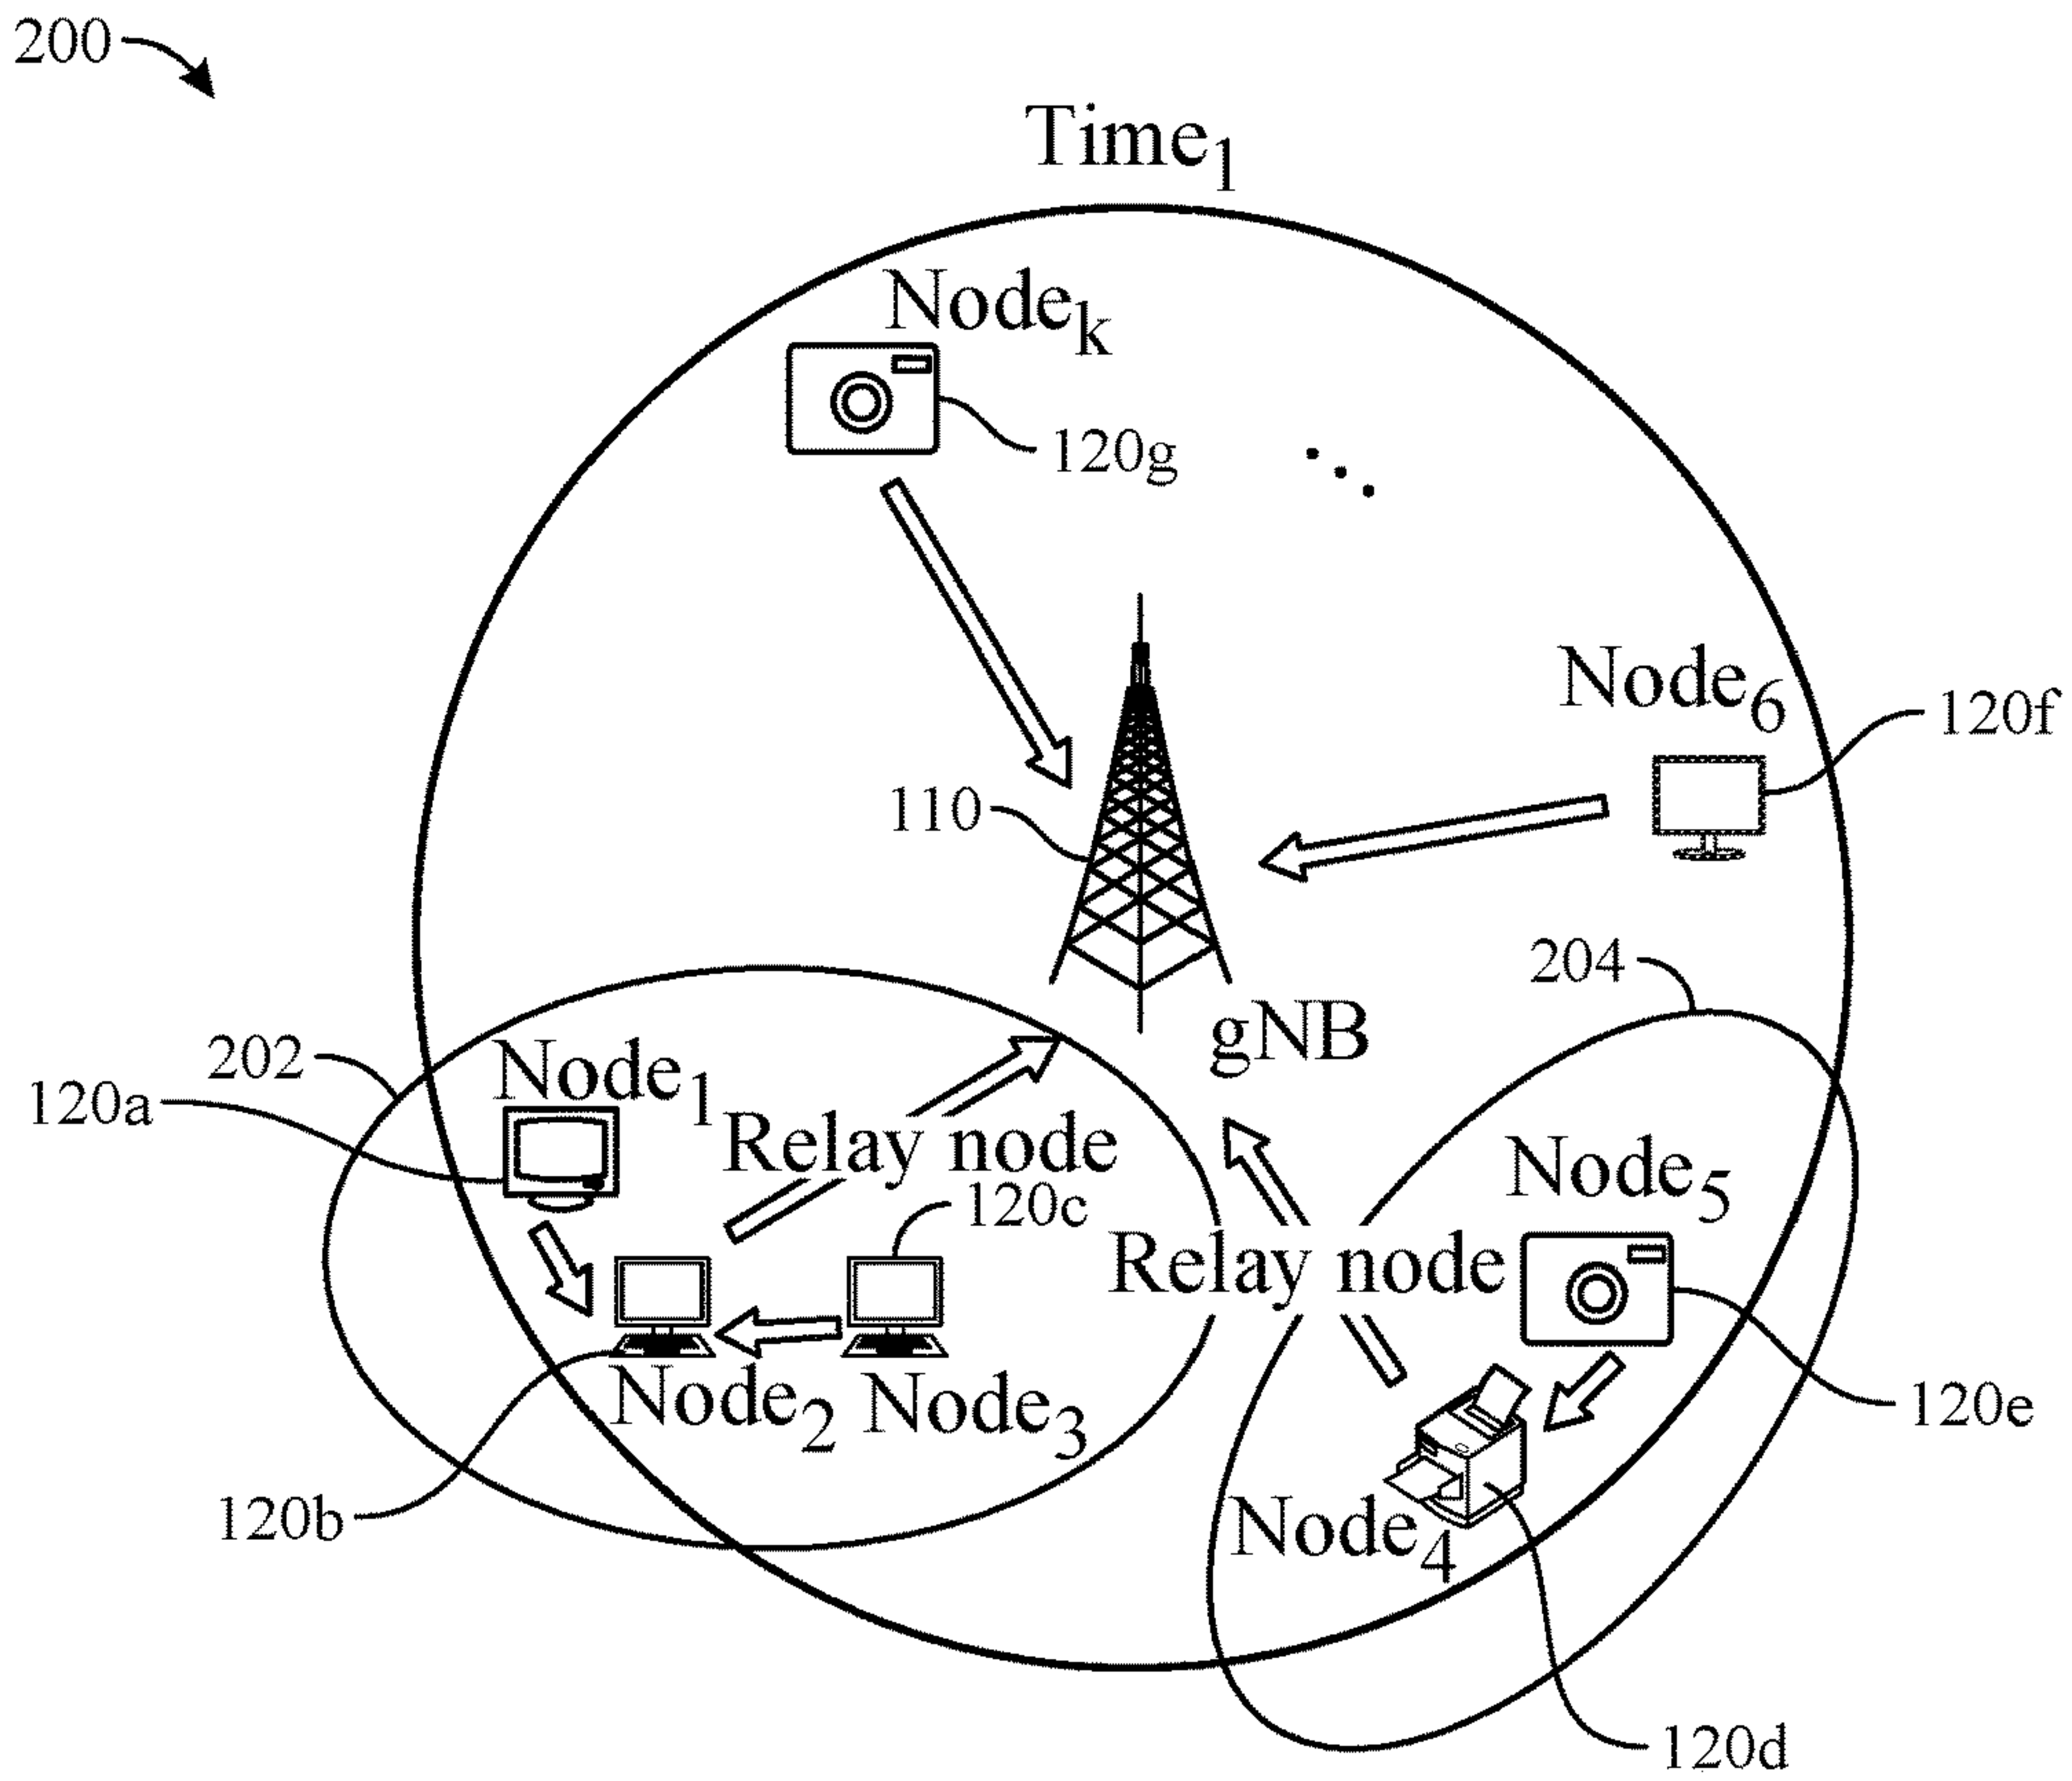 200
Time1
Nodek
120g
Node6
120f
110
204
gNB
202
Node1
120a
Relay node
120c
Node5
Relay node
Node2
Node3
120e
120b
Node4
120d